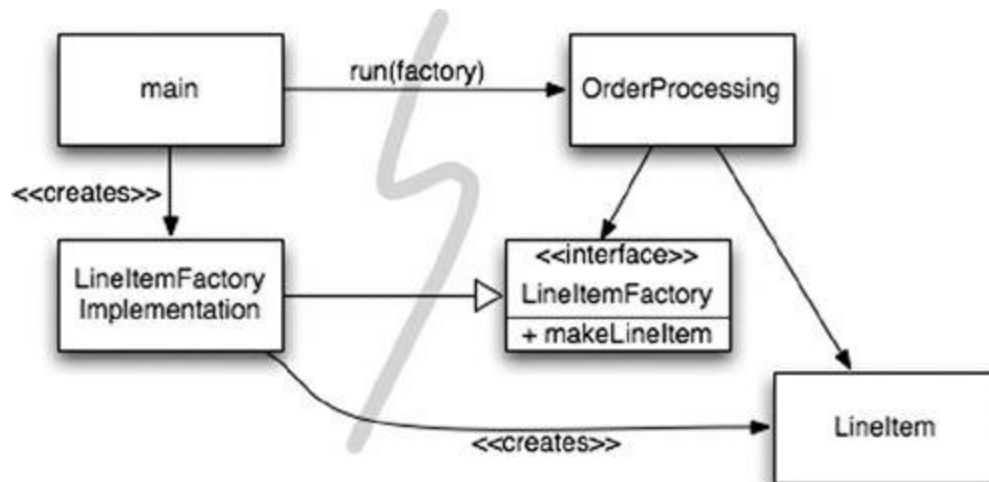 main
run(factory)
OrderProcessing
<<creates>>
LineItemFactory
Implementation
<<interface>>
LineItemFactory
+ makeLineItem
<<creates>>
LineItem